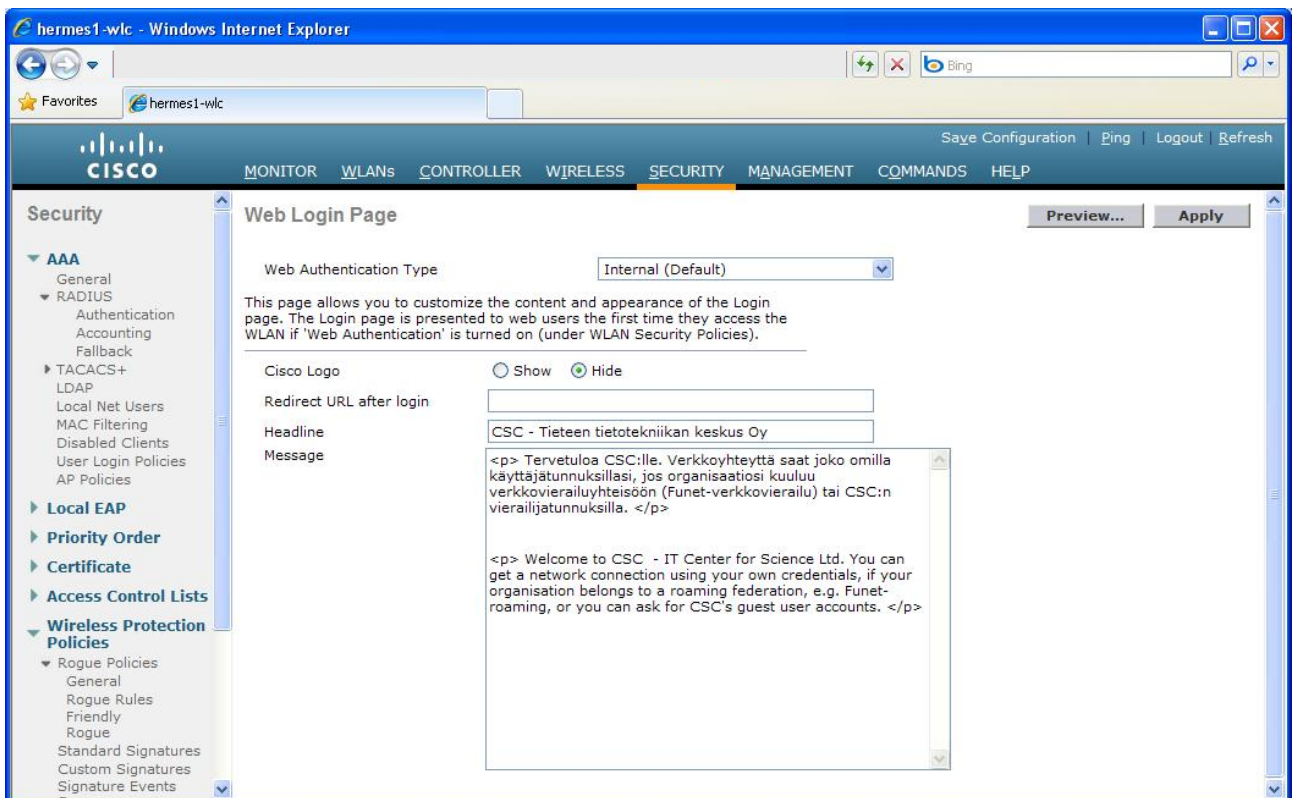 hermes1-wlc - Windows Internet Explorer
Bing
Favorites
hermes1-wlc
Save Configuration | Ping | Logout | Refresh
CISCO
MONITOR WLANs CONTROLLER WIRELESS SECURITY MANAGEMENT COMMANDS HELP
Security
AAA
General
RADIUS
Authentication
Accounting
Fallback
TACACS+
LDAP
Local Net Users
MAC Filtering
Disabled Clients
User Login Policies
AP Policies
Local EAP
Priority Order
Certificate
Access Control Lists
Wireless Protection
Policies
Rogue Policies
General
Rogue Rules
Friendly
Rogue
Standard Signatures
Custom Signatures
Signature Events
Web Login Page
Preview... Apply
Web Authentication Type Internal (Default)
This page allows you to customize the content and appearance of the Login
page. The Login page is presented to web users the first time they access the
WLAN if 'Web Authentication' is turned on (under WLAN Security Policies).
Cisco Logo Show Hide
Redirect URL after login
Headline CSC - Tieteen tietotekniikan keskus Oy
Message
<p> Tervetuloa CSC:lle. Verkkoyhteyttä saat joko omilla
käyttäjätunnuksillasi, jos organisaatiosi kuuluu
verkkovierailuyhteisöön (Funet-verkkovierailu) tai CSC:n
vierailijatunnuksilla. </p>
<p> Welcome to CSC - IT Center for Science Ltd. You can
get a network connection using your own credentials, if your
organisation belongs to a roaming federation, e.g. Funet-
roaming, or you can ask for CSC's guest user accounts. </p>